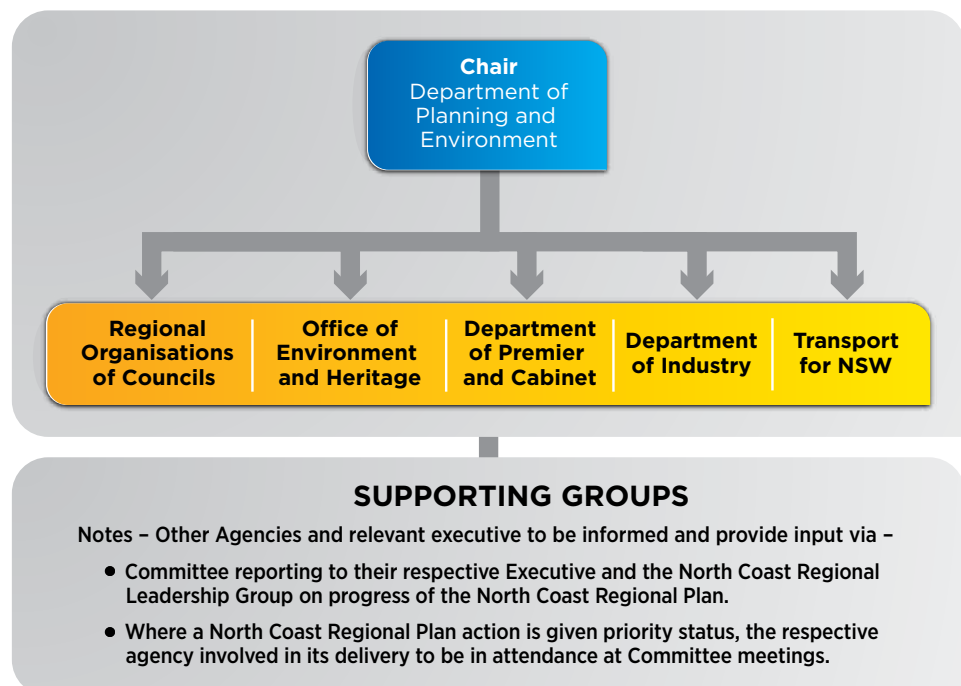 Chair
Department of
Planning and
Environment
Regional
Organisations
of Councils
Office of
Environment
and Heritage
Department
of Premier
and Cabinet
Department
of Industry
Transport
for NSW
SUPPORTING GROUPS
Notes – Other Agencies and relevant executive to be informed and provide input via –
• Committee reporting to their respective Executive and the North Coast Regional
Leadership Group on progress of the North Coast Regional Plan.
• Where a North Coast Regional Plan action is given priority status, the respective
agency involved in its delivery to be in attendance at Committee meetings.